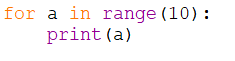 for a in range(10):
    print(a)